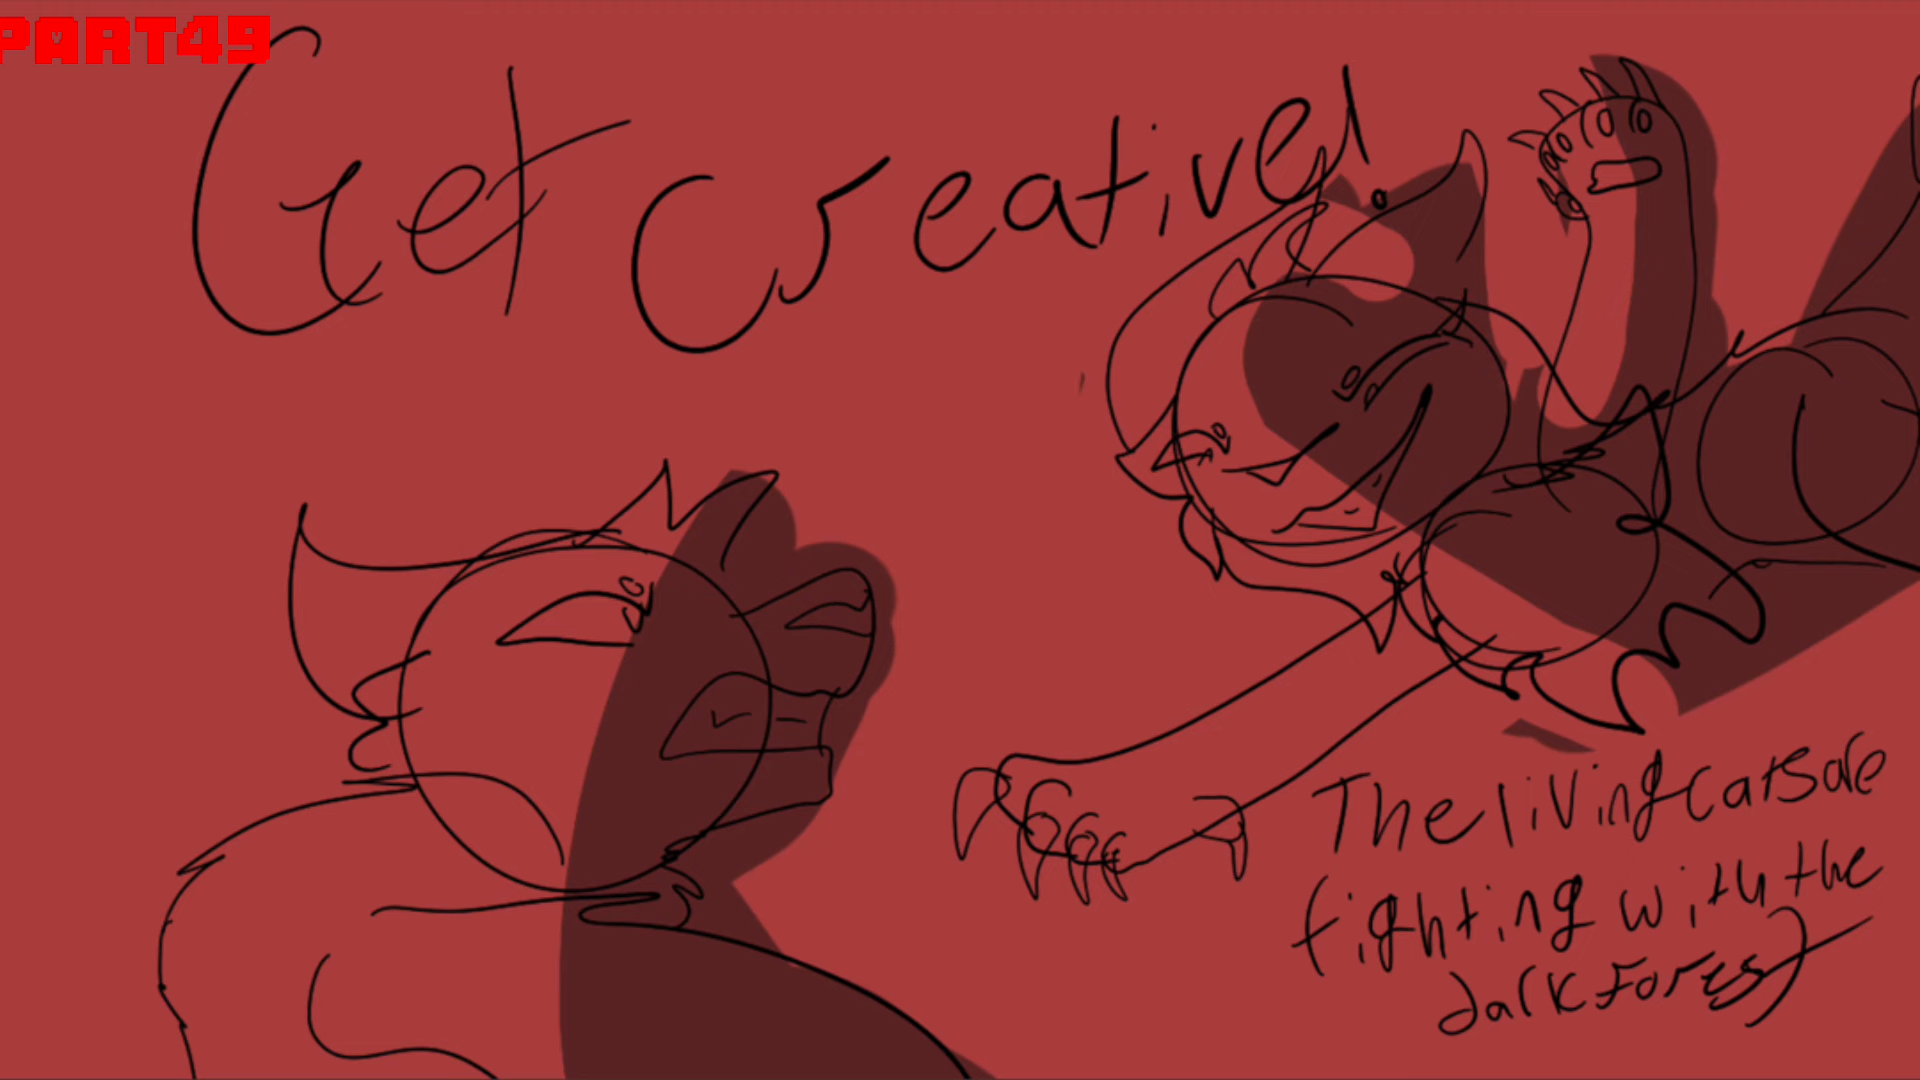 PART49
Get creative!
The living cats are
fighting with the
dark forest